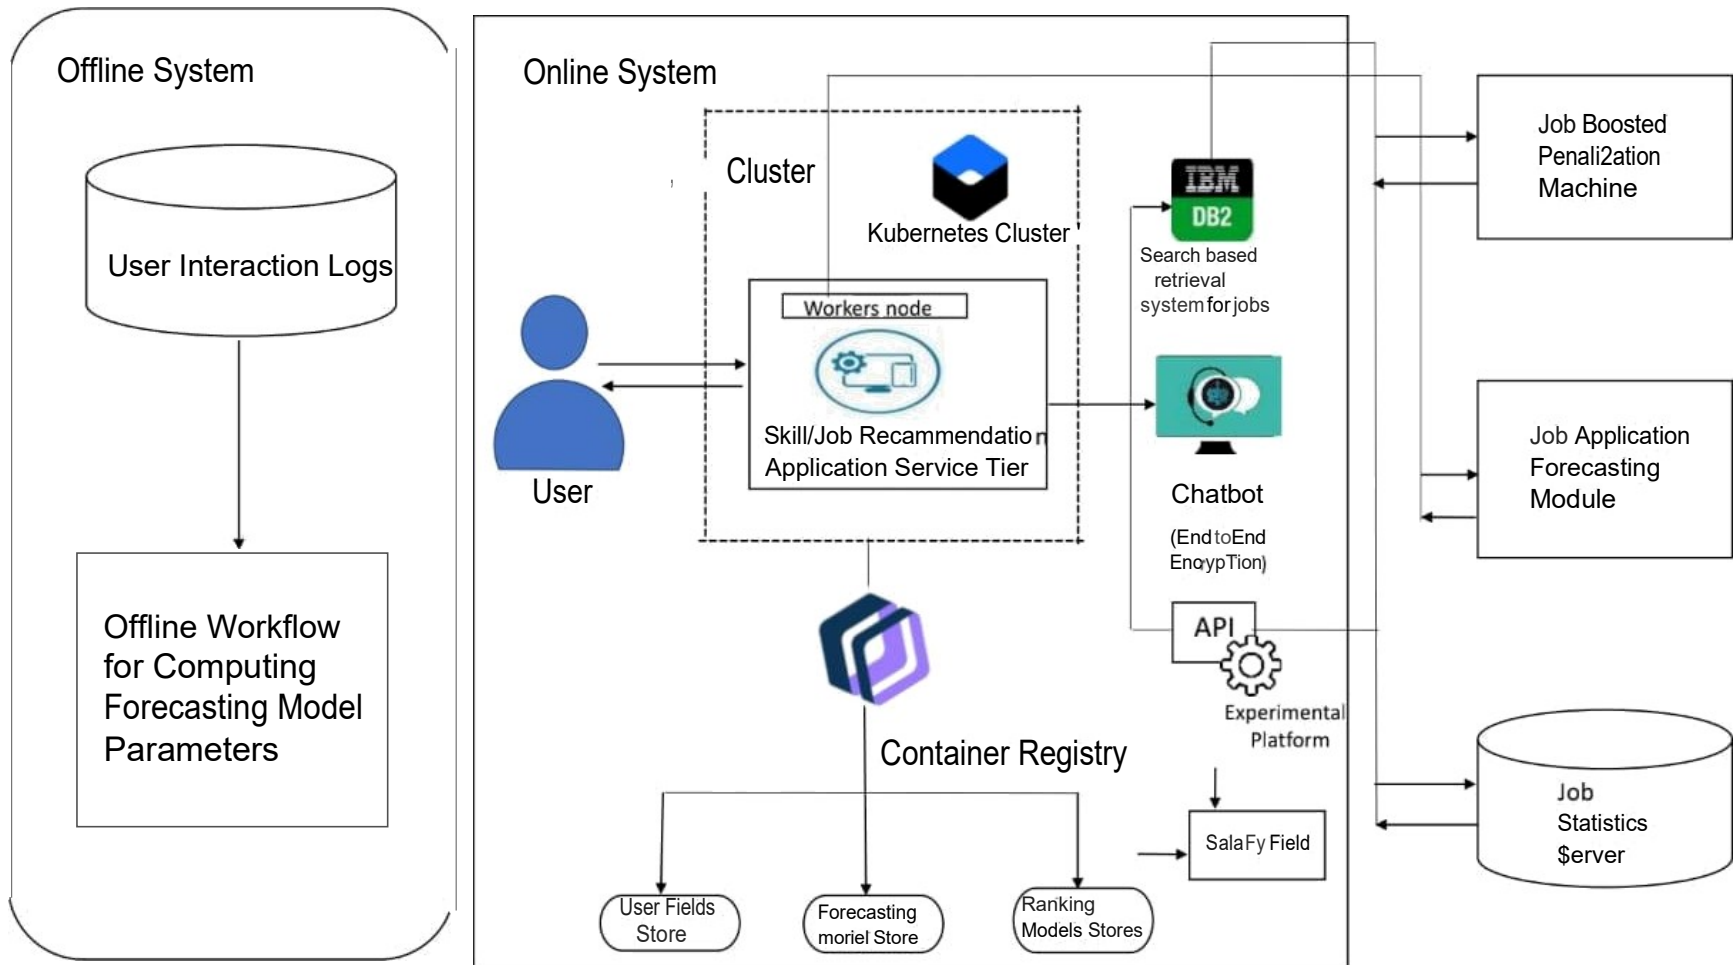 Offline System
User Interaction Logs
Offline Workflow
for Computing
Forecasting Model
Parameters
Online System
Cluster
Kubernetes Cluster
Workers node
Skill/Job Recammendatio n
Application Service Tier
User
Container Registry
User Fields
Store
Forecasting
moriel Store
Ranking
Models Stores
IBM
DB2
Search based
retrieval
system for jobs
Chatbot
(End to End
EncrypTion)
API
Experimental
Platform
SalaFy Field
Job Boosted
Penali2ation
Machine
Job Application
Forecasting
Module
Job
Statistics
$erver